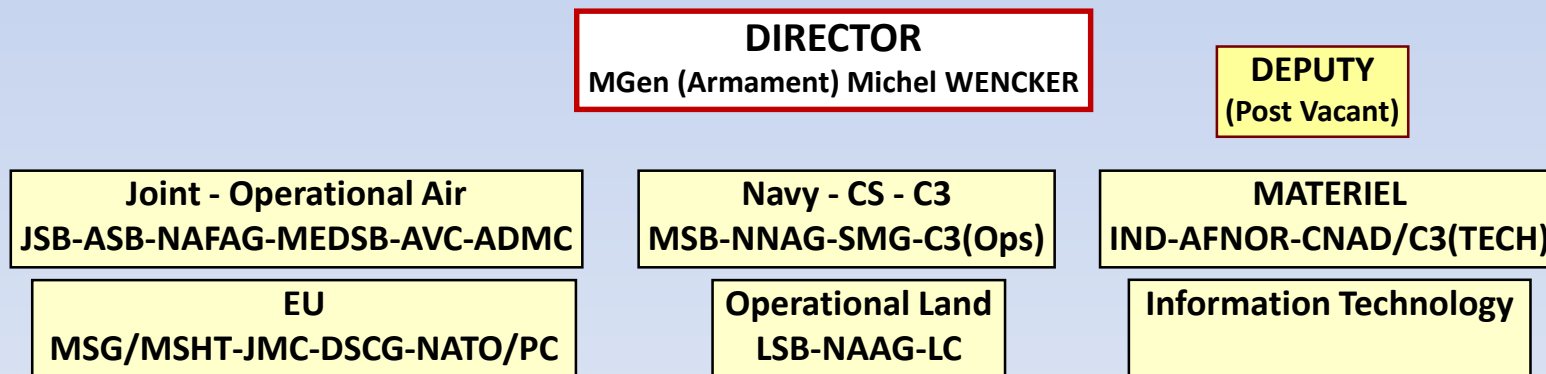 DIRECTOR
MGen (Armament) Michel WENCKER
DEPUTY
(Post Vacant)
Joint - Operational Air
JSB-ASB-NAFAG-MEDSB-AVC-ADMC
Navy - CS - C3
MSB-NNAG-SMG-C3(Ops)
MATERIEL
IND-AFNOR-CNAD/C3(TECH)
EU
MSG/MSHT-JMC-DSCG-NATO/PC
Operational Land
LSB-NAAG-LC
Information Technology